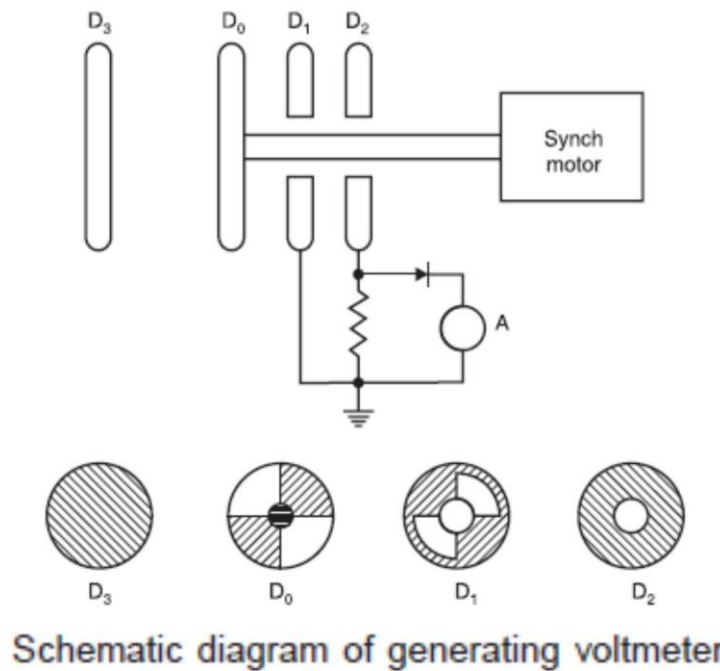 D₃ D₀ D₁ D₂
Synch
motor
A
D₃ D₀ D₁ D₂
Schematic diagram of generating voltmeter